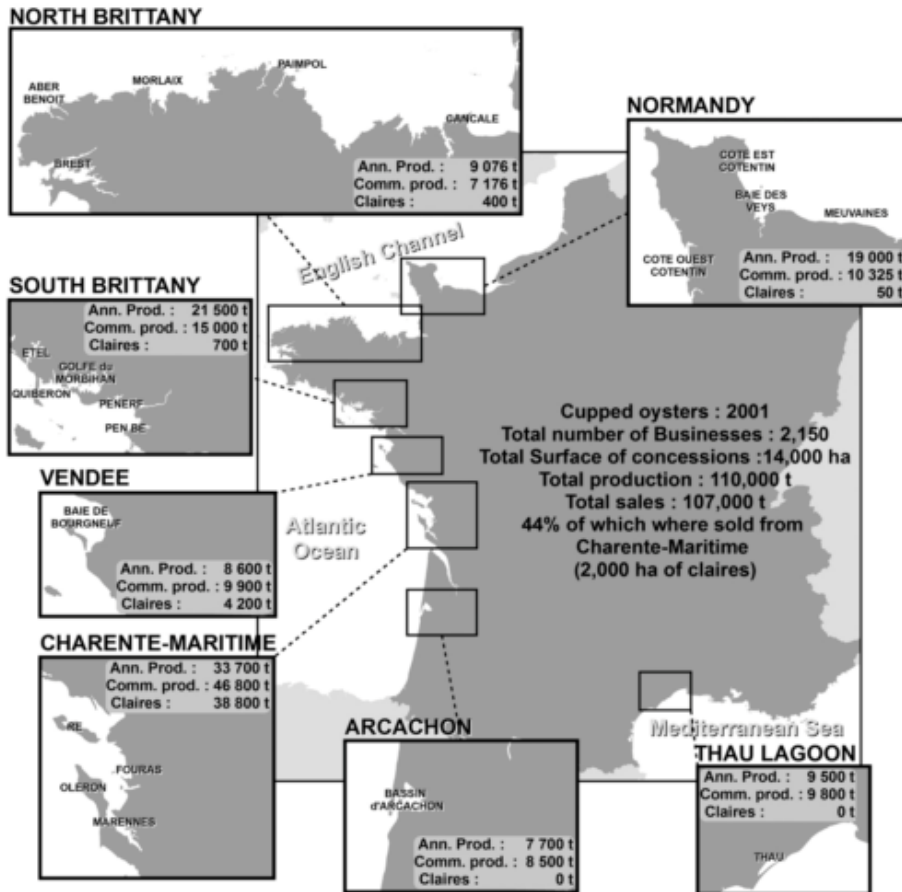 NORTH BRITTANY
ABER
BENOIT
MORLAIX
PAIMPOL
CANCALE
BREST
Ann. Prod. : 9 076 t
Comm. prod. : 7 176 t
Claires : 400 t
NORMANDY
COTE EST
COTENTIN
BAIE DES
VEYS
MEUVAINES
COTE OUEST
COTENTIN
Ann. Prod. : 19 000 t
Comm. prod. : 10 325 t
Claires : 50 t
English Channel
SOUTH BRITTANY
Ann. Prod. : 21 500 t
Comm. prod. : 15 000 t
Claires : 700 t
ETEL
GOLFE du
MORBIHAN
QUIBERON
PENERF
PEN BE
Cupped oysters : 2001
Total number of Businesses : 2,150
Total Surface of concessions :14,000 ha
Total production : 110,000 t
Total sales : 107,000 t
44% of which where sold from
Charente-Maritime
(2,000 ha of claires)
VENDEE
BAIE DE
BOURGNEUF
Ann. Prod. : 8 600 t
Comm. prod. : 9 900 t
Claires : 4 200 t
Atlantic
Ocean
CHARENTE-MARITIME
Ann. Prod. : 33 700 t
Comm. prod. : 46 800 t
Claires : 38 800 t
RE
FOURAS
OLERON
MARENNES
ARCACHON
BASSIN
d'ARCACHON
Ann. Prod. : 7 700 t
Comm. prod. : 8 500 t
Claires : 0 t
Mediterranean Sea
THAU LAGOON
Ann. Prod. : 9 500 t
Comm. prod. : 9 800 t
Claires : 0 t
THAU